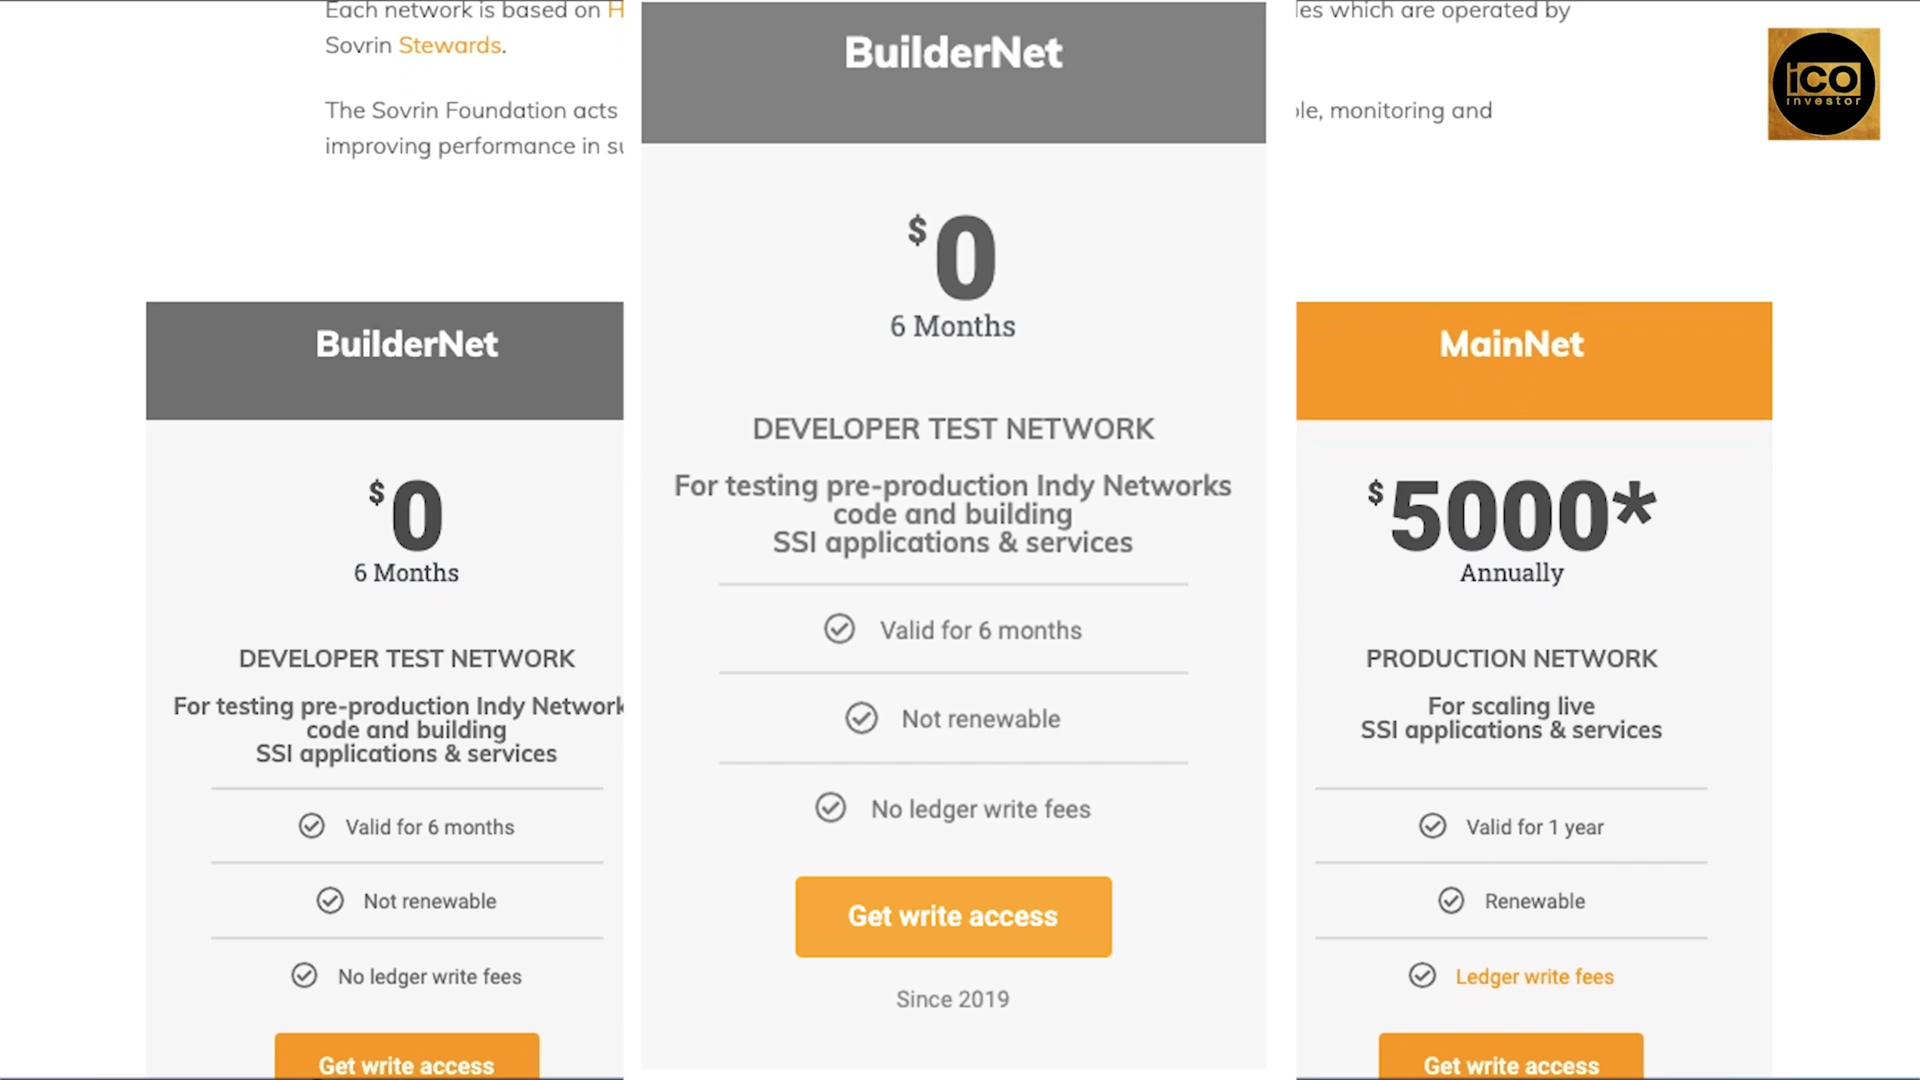 Each network is based on H
Sovrin Stewards.
The Sovrin Foundation acts
improving performance in su
BuilderNet
$0
6 Months
DEVELOPER TEST NETWORK
For testing pre-production Indy Network
code and building
SSI applications & services
Valid for 6 months
Not renewable
No ledger write fees
Get write access
BuilderNet
$0
6 Months
DEVELOPER TEST NETWORK
For testing pre-production Indy Networks
code and building
SSI applications & services
Valid for 6 months
Not renewable
No ledger write fees
Get write access
Since 2019
les which are operated by
ble, monitoring and
MainNet
$5000*
Annually
PRODUCTION NETWORK
For scaling live
SSI applications & services
Valid for 1 year
Renewable
Ledger write fees
Get write access
iCO
investor